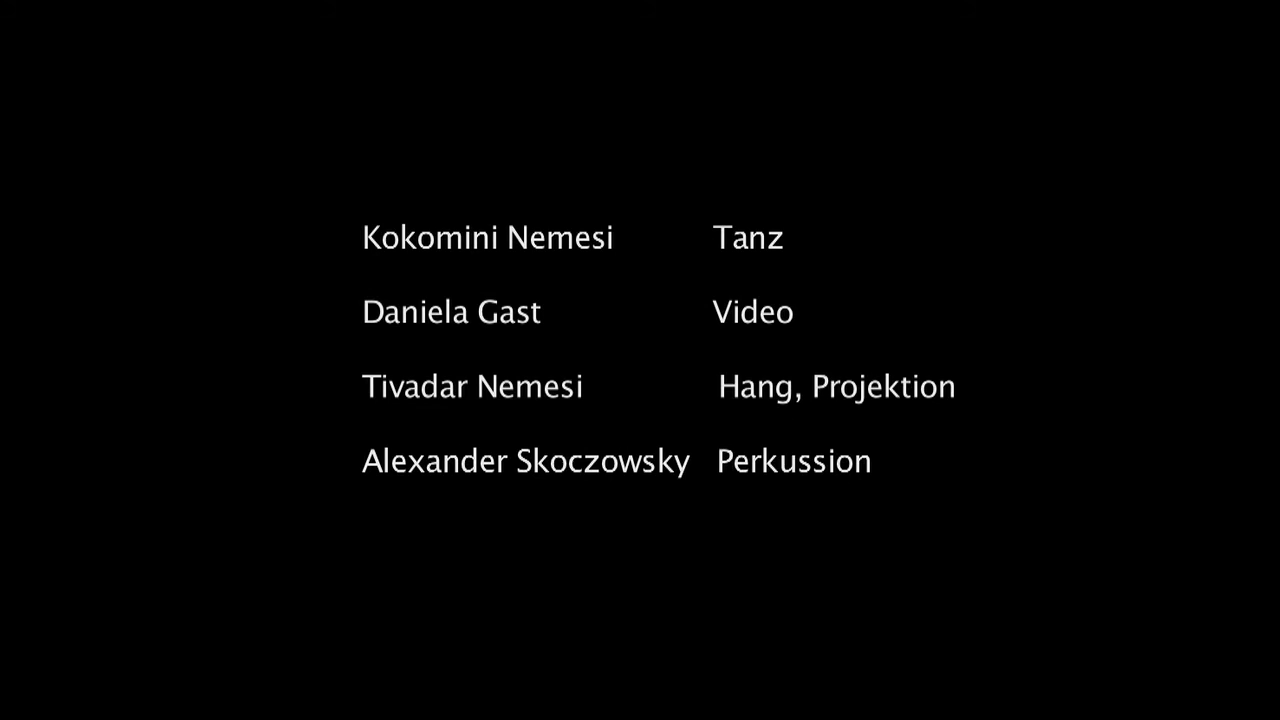 Kokomini Nemesi Tanz
Daniela Gast Video
Tivadar Nemesi Hang, Projektion
Alexander Skoczowsky Perkussion